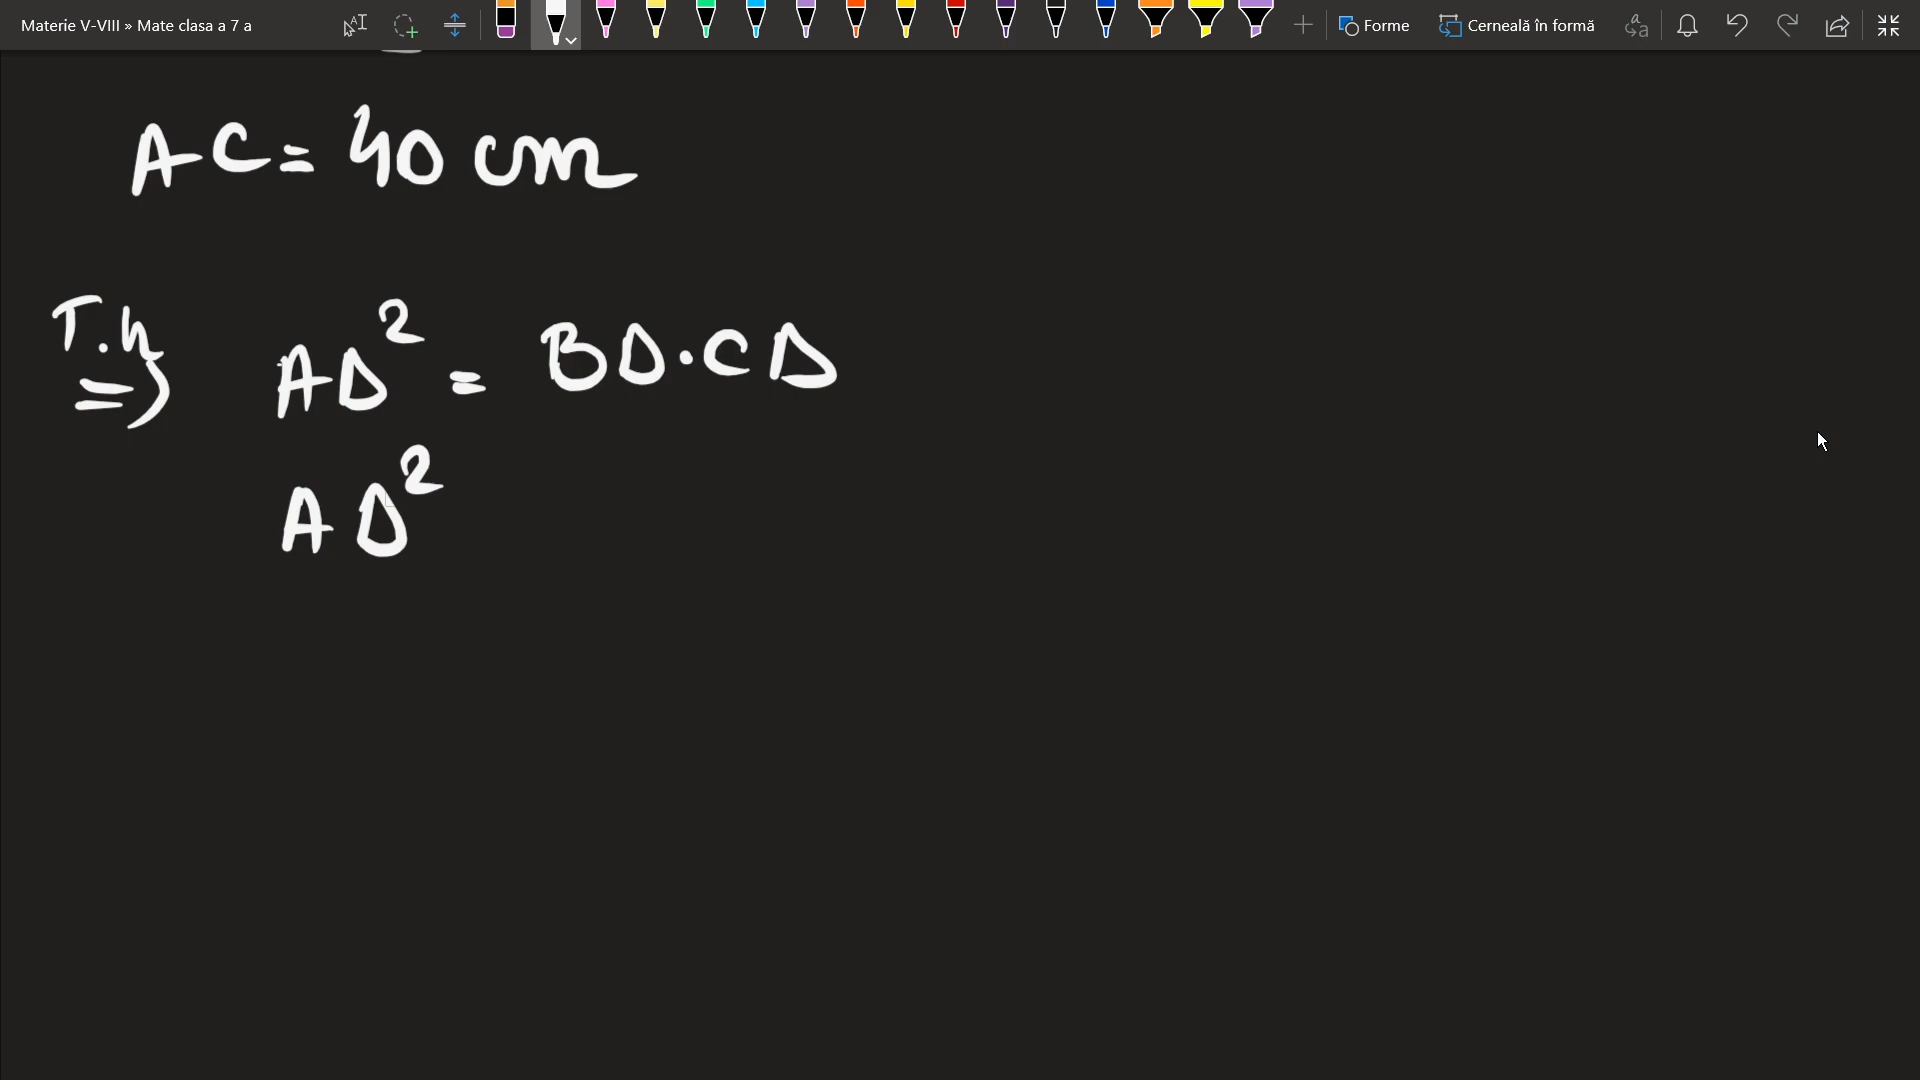 Materie V-VIII » Mate clasa a 7 a
Forme
Cerneală în formă
AC = 40 cm
T.h => AD² = BD·CD
AD²